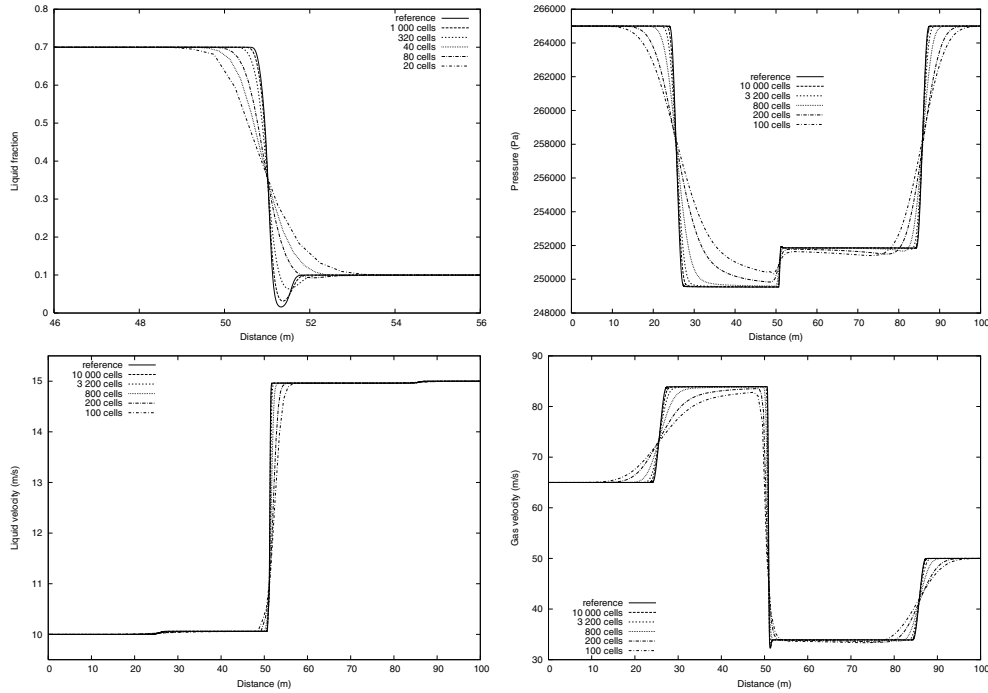 0.8
0.7
0.6
0.5
0.4
0.3
0.2
0.1
0
46
48
50
52
54
56
Liquid fraction
Distance (m)
reference
1 000 cells
320 cells
40 cells
80 cells
20 cells
266000
264000
262000
260000
258000
256000
254000
252000
250000
248000
0
10
20
30
40
50
60
70
80
90
100
Pressure (Pa)
Distance (m)
reference
10 000 cells
3 200 cells
800 cells
200 cells
100 cells
15
14
13
12
11
10
0
10
20
30
40
50
60
70
80
90
100
Liquid velocity (m/s)
Distance (m)
reference
10 000 cells
3 200 cells
800 cells
200 cells
100 cells
90
80
70
60
50
40
30
0
10
20
30
40
50
60
70
80
90
100
Gas velocity (m/s)
Distance (m)
reference
10 000 cells
3 200 cells
800 cells
200 cells
100 cells